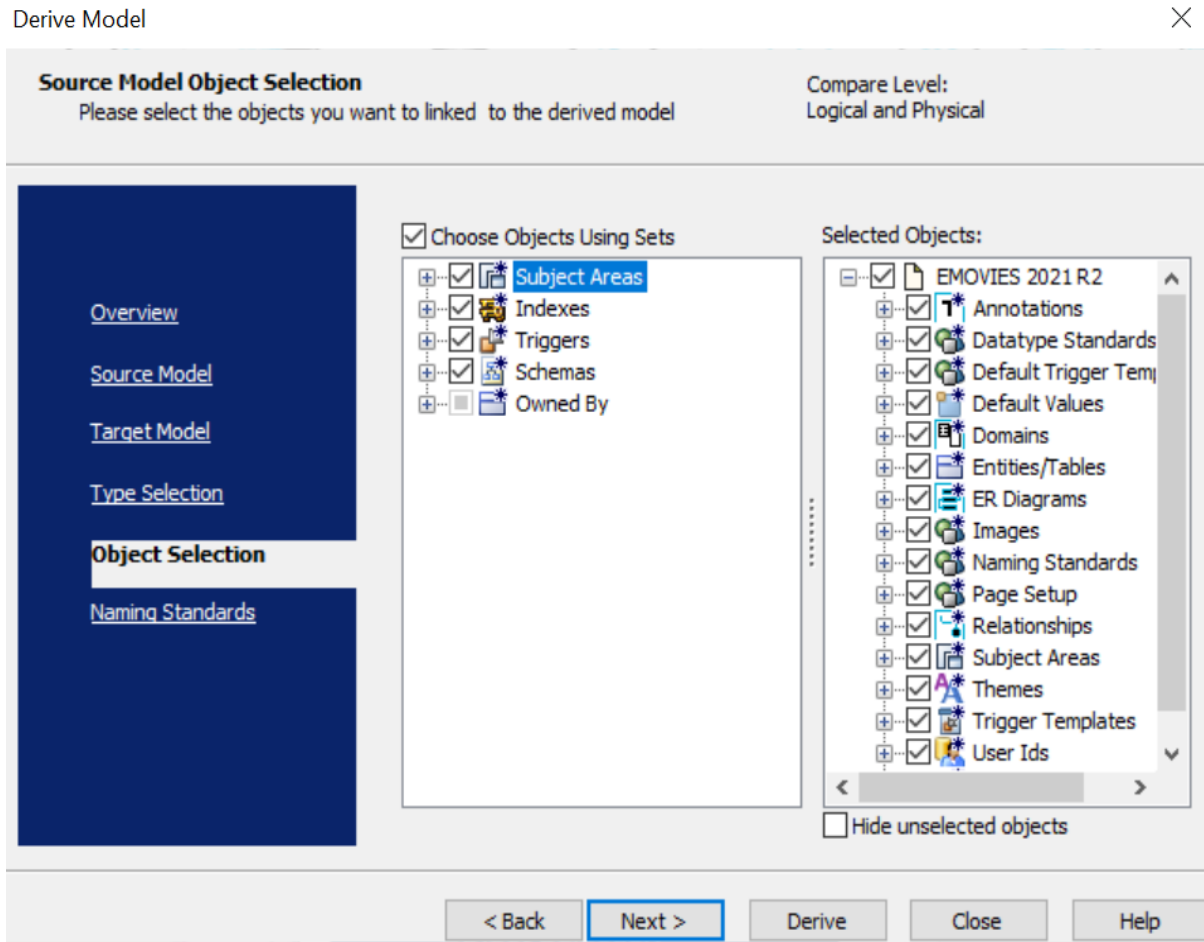 Derive Model
Source Model Object Selection
Please select the objects you want to linked to the derived model
Compare Level:
Logical and Physical
Overview
Source Model
Target Model
Type Selection
Object Selection
Naming Standards
Choose Objects Using Sets
Subject Areas
Indexes
Triggers
Schemas
Owned By
Selected Objects:
EMOVIES 2021 R2
Annotations
Datatype Standards
Default Trigger Temp
Default Values
Domains
Entities/Tables
ER Diagrams
Images
Naming Standards
Page Setup
Relationships
Subject Areas
Themes
Trigger Templates
User Ids
Hide unselected objects
< Back
Next >
Derive
Close
Help